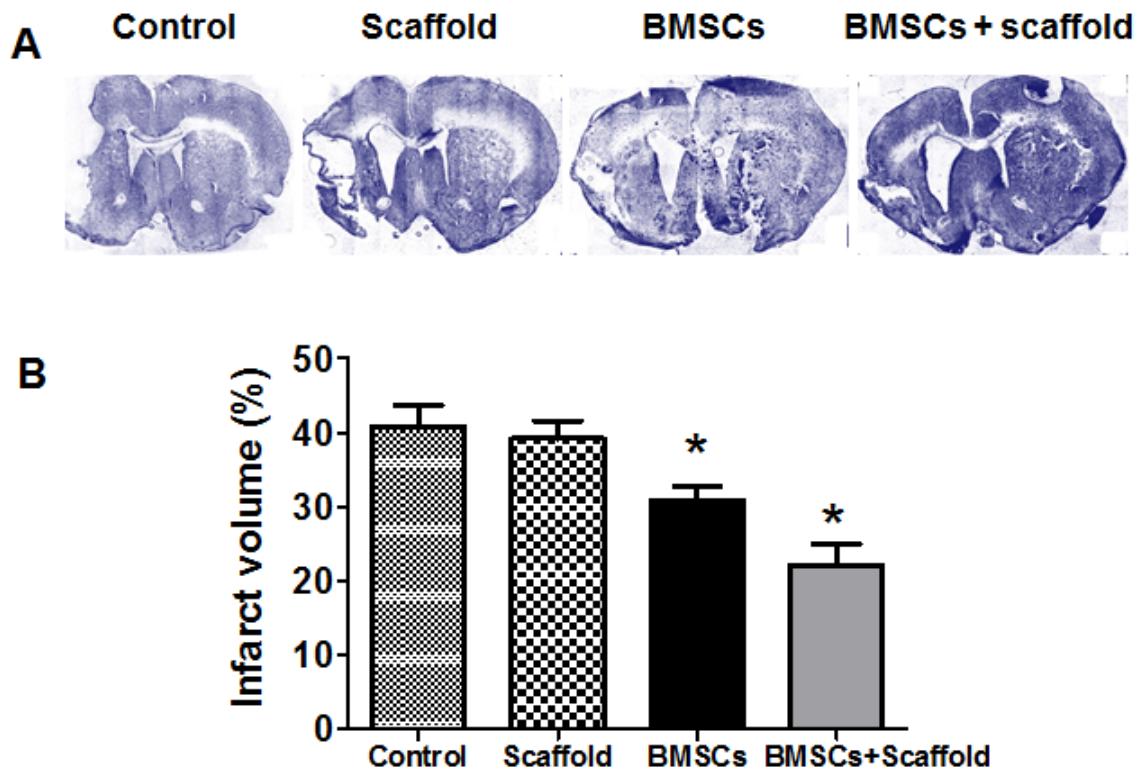 A
Control
Scaffold
BMSCs
BMSCs + scaffold
B
Infarct volume (%)
50
40
30
20
10
0
*
*
Control
Scaffold
BMSCs
BMSCs+Scaffold